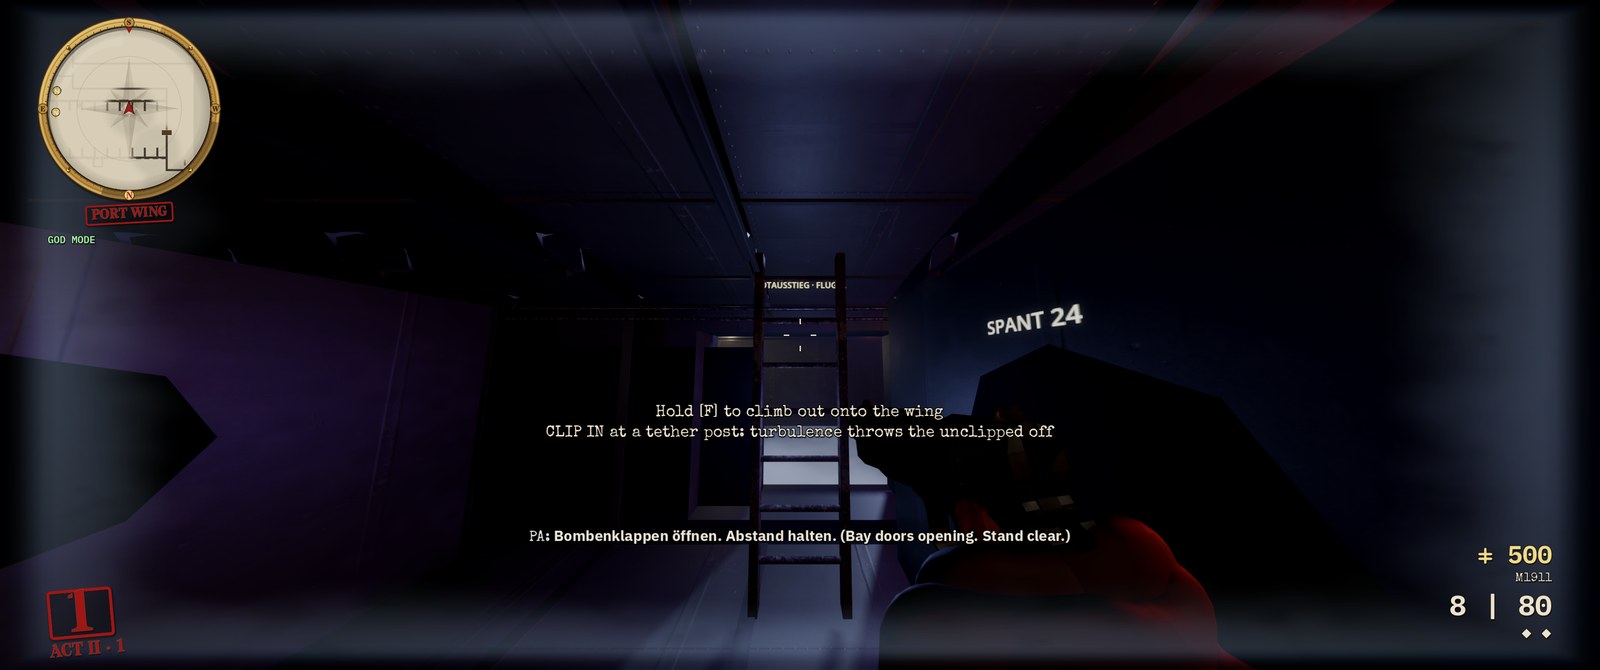 S
E
W
N
PORT WING
GOD MODE
OTAUSSTIEG · FLUG
SPANT 24
Hold [F] to climb out onto the wing
CLIP IN at a tether post: turbulence throws the unclipped off
PA: Bombenklappen öffnen. Abstand halten. (Bay doors opening. Stand clear.)
500
M1911
8 | 80
1
ACT II - 1